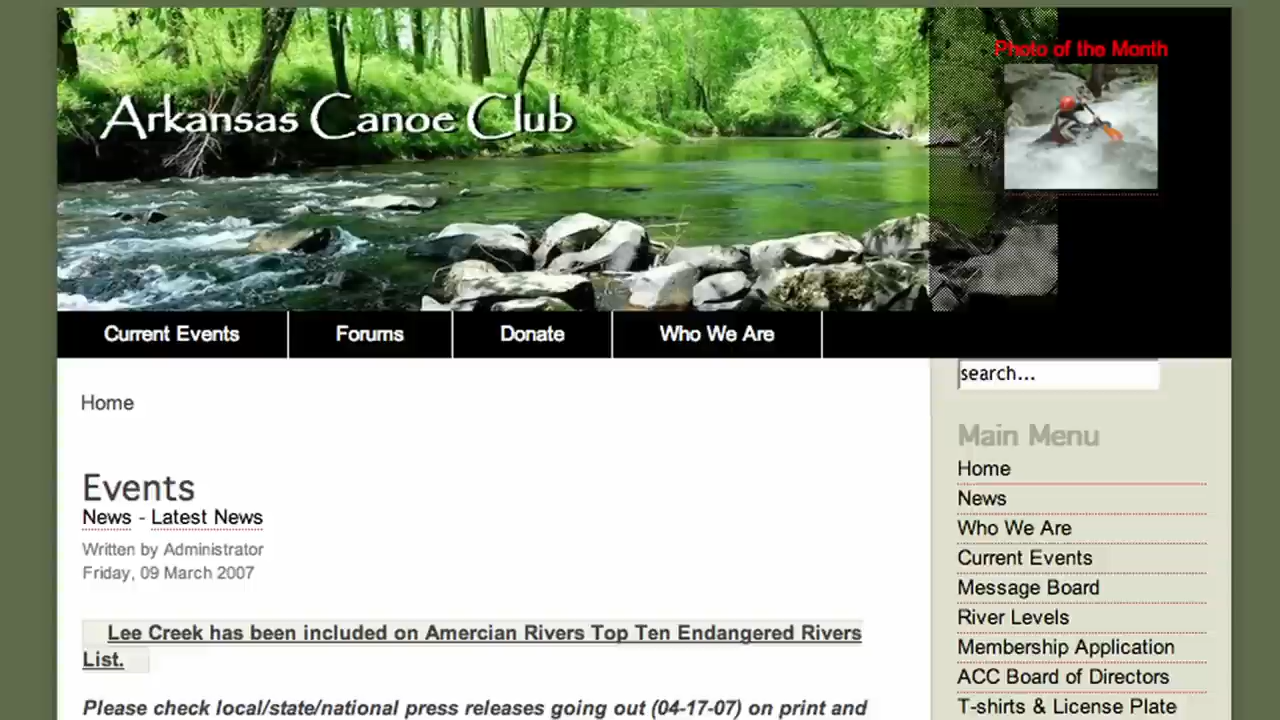 Photo of the Month
Arkansas Canoe Club
Current Events
Forums
Donate
Who We Are
search...
Home
Main Menu
Home
News
Who We Are
Current Events
Message Board
River Levels
Membership Application
ACC Board of Directors
T-shirts & License Plate
Events
News - Latest News
Written by Administrator
Friday, 09 March 2007
Lee Creek has been included on Amercian Rivers Top Ten Endangered Rivers
List.
Please check local/state/national press releases going out (04-17-07) on print and